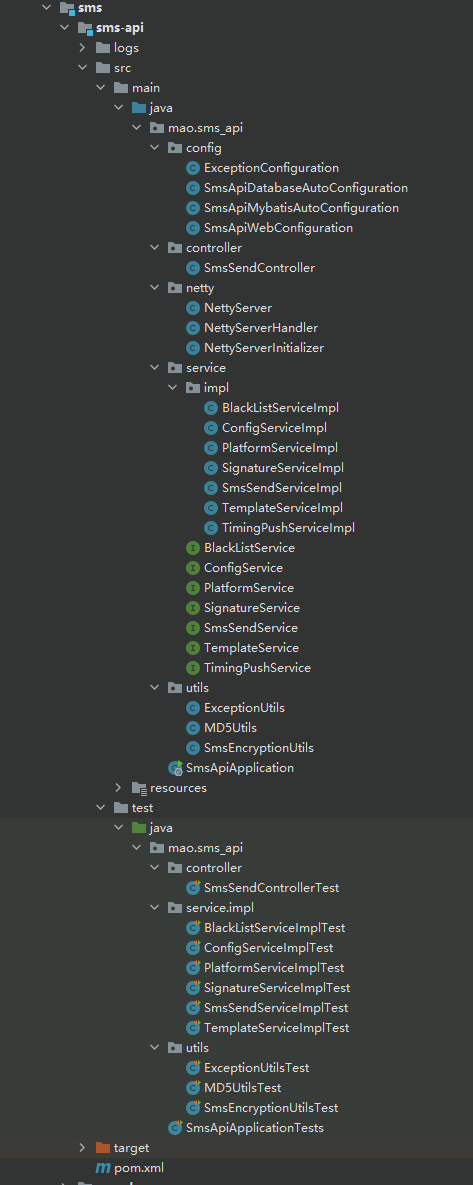 sms
sms-api
logs
src
main
java
mao.sms_api
config
ExceptionConfiguration
SmsApiDatabaseAutoConfiguration
SmsApiMybatisAutoConfiguration
SmsApiWebConfiguration
controller
SmsSendController
netty
NettyServer
NettyServerHandler
NettyServerInitializer
service
impl
BlackListServiceImpl
ConfigServiceImpl
PlatformServiceImpl
SignatureServiceImpl
SmsSendServiceImpl
TemplateServiceImpl
TimingPushServiceImpl
BlackListService
ConfigService
PlatformService
SignatureService
SmsSendService
TemplateService
TimingPushService
utils
ExceptionUtils
MD5Utils
SmsEncryptionUtils
SmsApiApplication
resources
test
java
mao.sms_api
controller
SmsSendControllerTest
service.impl
BlackListServiceImplTest
ConfigServiceImplTest
PlatformServiceImplTest
SignatureServiceImplTest
SmsSendServiceImplTest
TemplateServiceImplTest
utils
ExceptionUtilsTest
MD5UtilsTest
SmsEncryptionUtilsTest
SmsApiApplicationTests
target
pom.xml